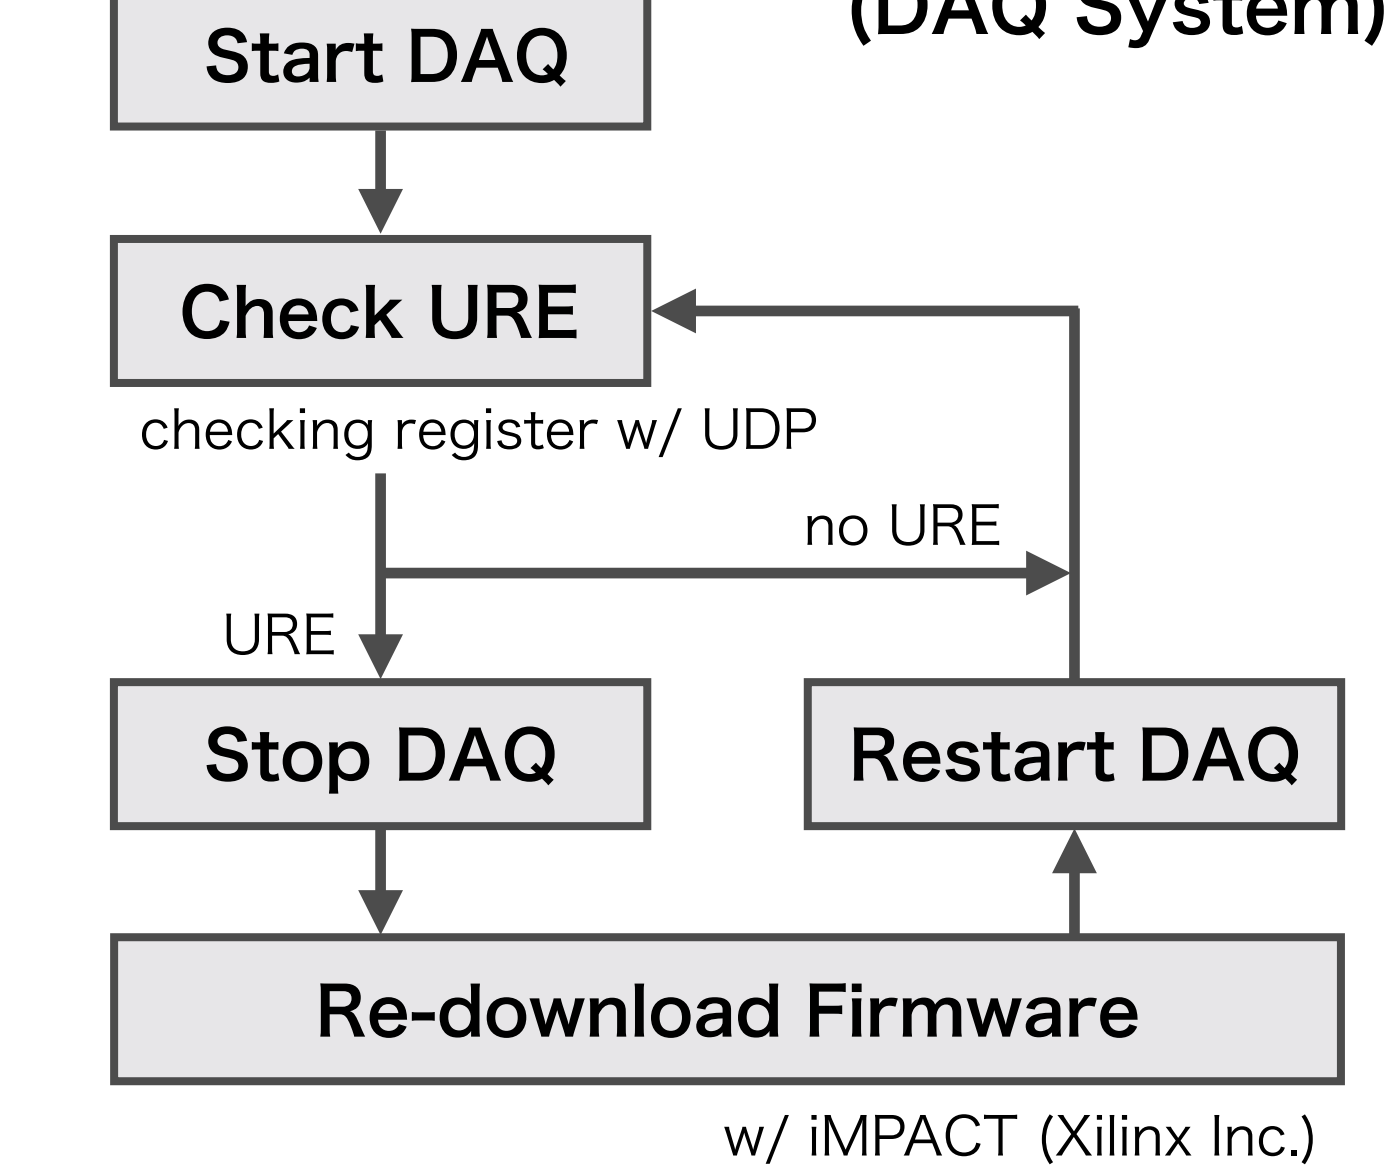 (DAQ System)
Start DAQ
Check URE
checking register w/ UDP
no URE
URE
Stop DAQ
Restart DAQ
Re-download Firmware
w/ iMPACT (Xilinx Inc.)